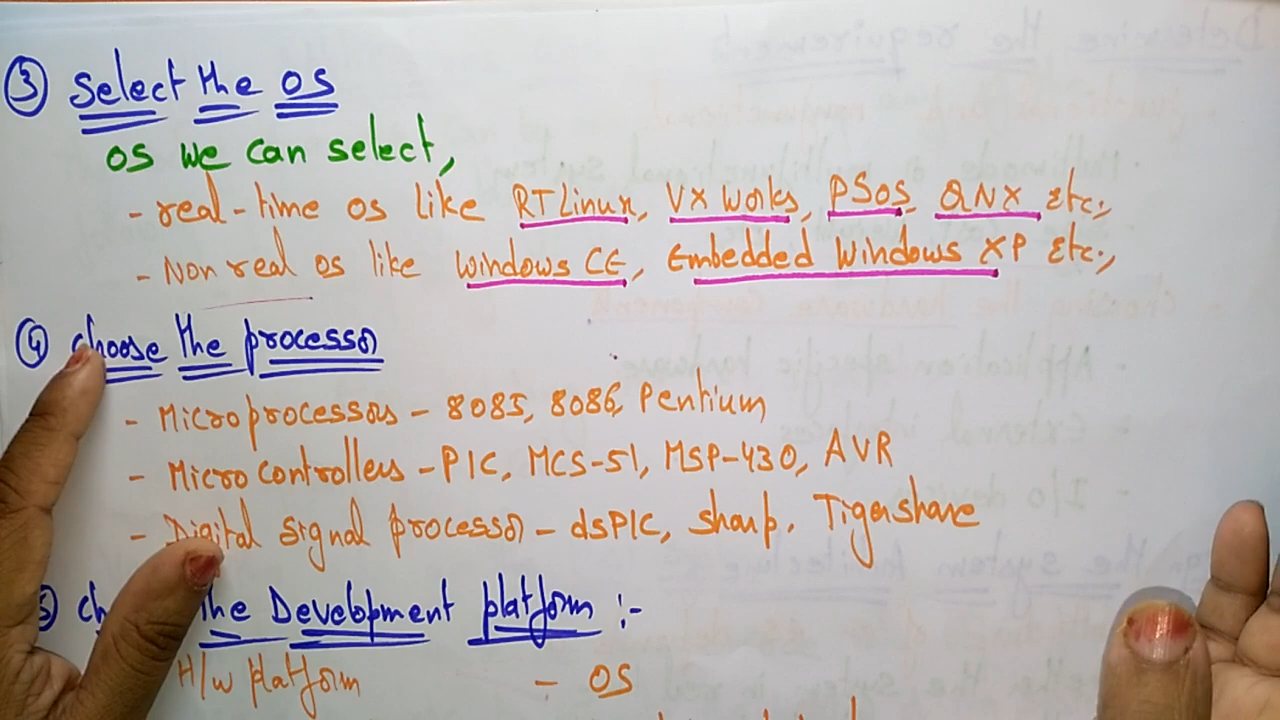 ③ Select the OS
OS we can select,
- real-time OS like RTLinux, VX Works, PSOS, QNX Etc.,
- Non real OS like Windows CE, Embedded Windows XP Etc.,
④ choose the processor
- Microprocessors - 8085, 8086, Pentium
- Microcontrollers - PIC, MCS-51, MSP-430, AVR
- Digital signal processor - dsPIC, sharp. Tigershare
the Development platform :-
H/w platform - OS